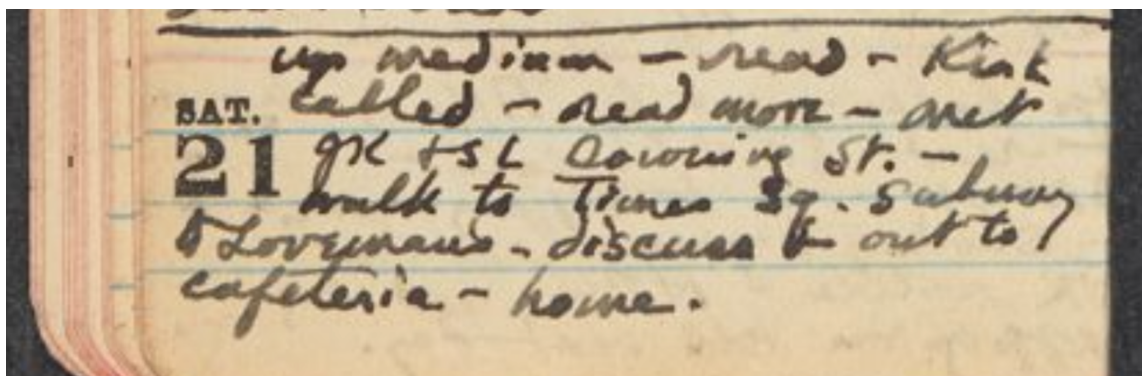 up medium – read – Kirk
SAT. called – read more – met
21 GK & SL Downing St. –
walk to Times Sq. subway
to Loveman's – discuss & out to
cafeteria – home.